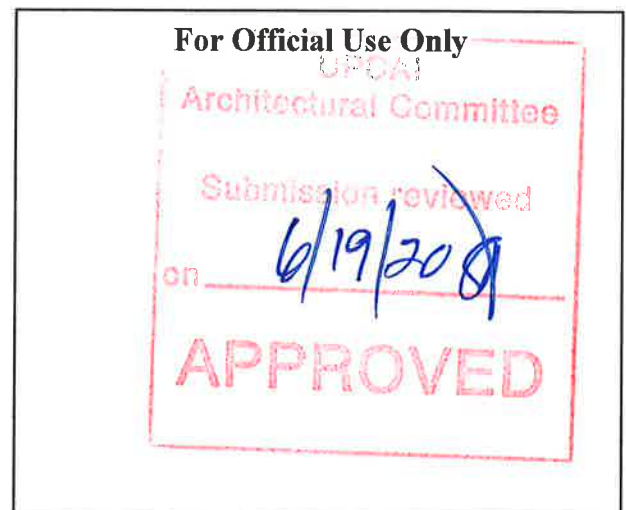 For Official Use Only
UPCAI
Architectural Committee
Submission reviewed
on 6/19/20
APPROVED